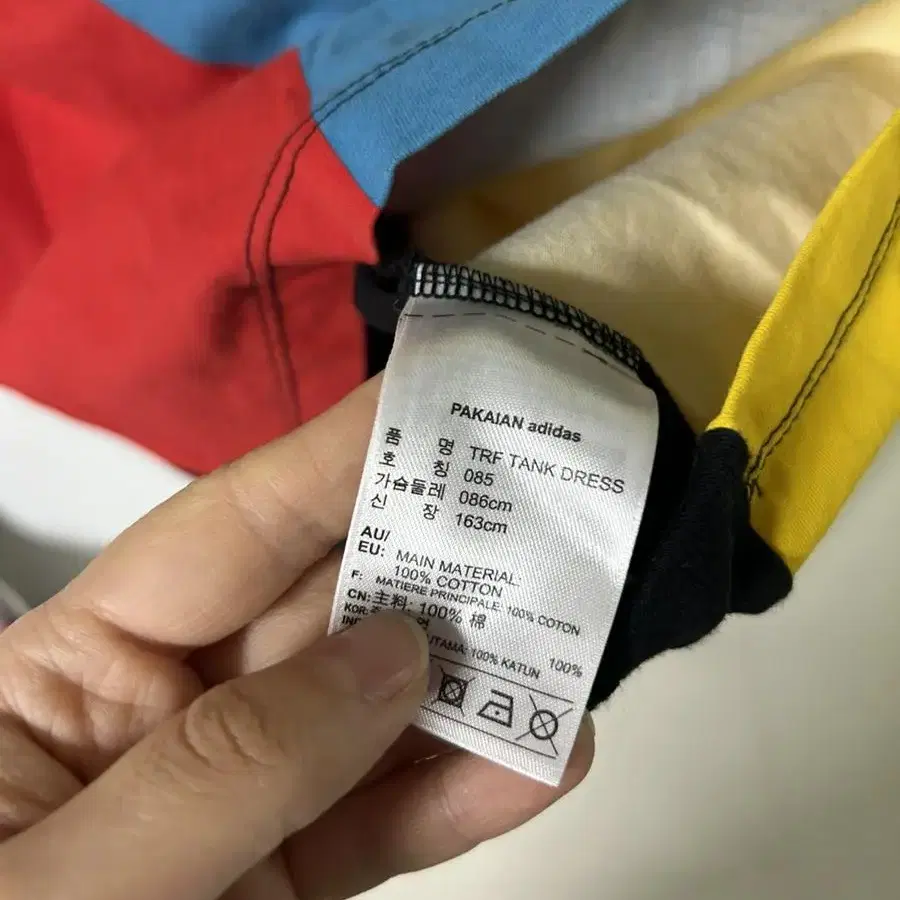 PAKAIAN adidas
품 명 TRF TANK DRESS
호 칭 085
가슴둘레 086cm
신 장 163cm
AU/
EU: MAIN MATERIAL:
100% COTTON
F: MATIERE PRINCIPALE: 100% COTON
CN: 主料: 100% 棉
KOR: 100%
UTAMA: 100% KATUN